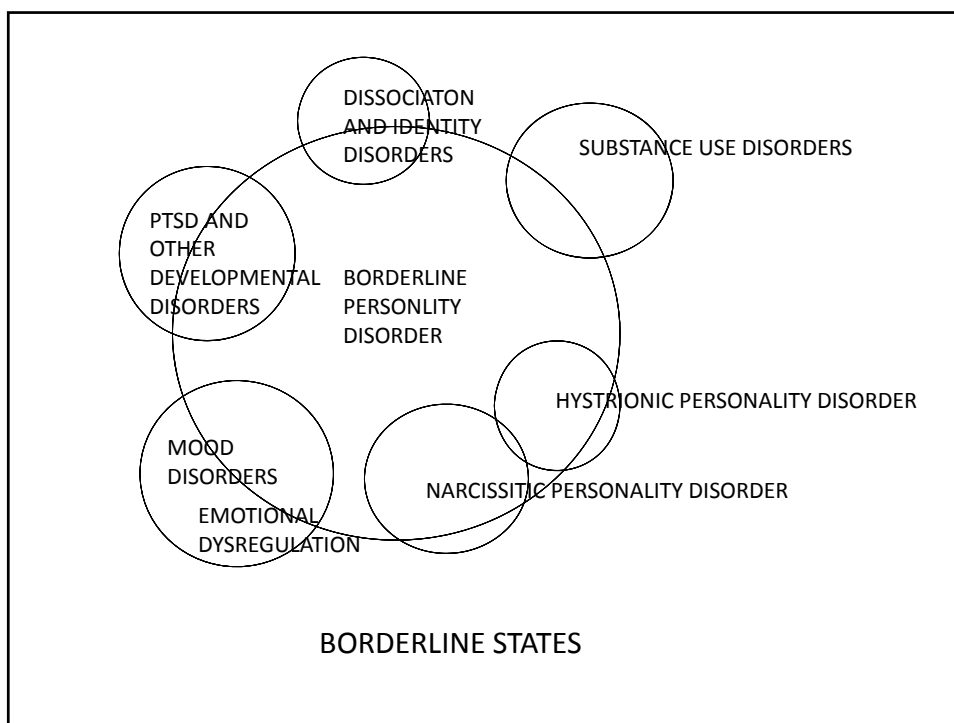 DISSOCIATON
AND IDENTITY
DISORDERS
SUBSTANCE USE DISORDERS
PTSD AND
OTHER
DEVELOPMENTAL
DISORDERS
BORDERLINE
PERSONLITY
DISORDER
HYSTRIONIC PERSONALITY DISORDER
MOOD
DISORDERS
NARCISSITIC PERSONALITY DISORDER
EMOTIONAL
DYSREGULATION
BORDERLINE STATES